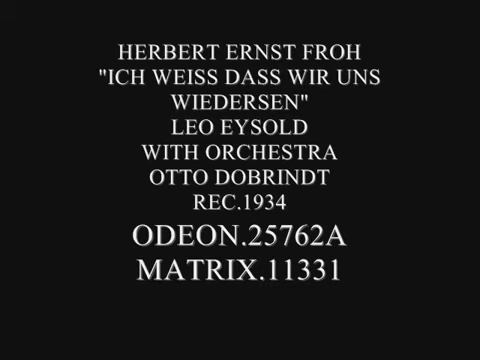 HERBERT ERNST FROH
"ICH WEISS DASS WIR UNS
WIEDERSEN"
LEO EYSOLD
WITH ORCHESTRA
OTTO DOBRINDT
REC.1934
ODEON.25762A
MATRIX.11331